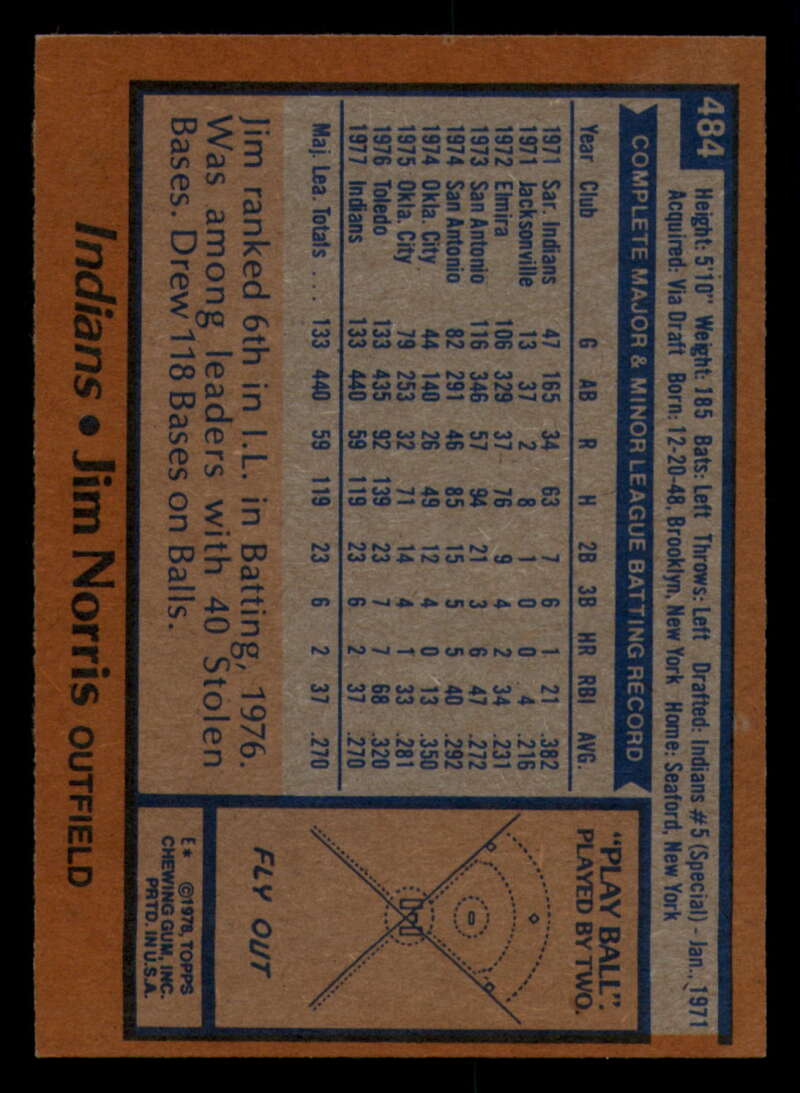 484
Height: 5'10" Weight: 185 Bats: Left Throws: Left Drafted: Indians #5 (Special) - Jan., 1971
Acquired: Via Draft Born: 12-20-48, Brooklyn, New York Home: Seaford, New York
COMPLETE MAJOR & MINOR LEAGUE BATTING RECORD
Year Club G AB R H 2B 3B HR RBI AVG.
1971 Sar. Indians 47 165 34 63 7 6 1 21 .382
1971 Jacksonville 13 37 2 8 1 0 0 4 .216
1972 Elmira 106 329 37 76 9 4 2 34 .231
1973 San Antonio 116 346 57 94 21 3 6 47 .272
1974 San Antonio 82 291 46 85 15 5 5 40 .292
1974 Okla. City 44 140 26 49 12 4 0 13 .350
1975 Okla. City 79 253 32 71 14 4 1 33 .281
1976 Toledo 133 435 92 139 23 7 7 68 .320
1977 Indians 133 440 59 119 23 6 2 37 .270
Maj. Lea. Totals .... 133 440 59 119 23 6 2 37 .270
Jim ranked 6th in I.L. in Batting, 1976.
Was among leaders with 40 Stolen
Bases. Drew 118 Bases on Balls.
"PLAY BALL":
PLAYED BY TWO.
FLY OUT
E* ©1978, TOPPS
CHEWING GUM, INC.
PRTD. IN U.S.A.
Indians • Jim Norris OUTFIELD